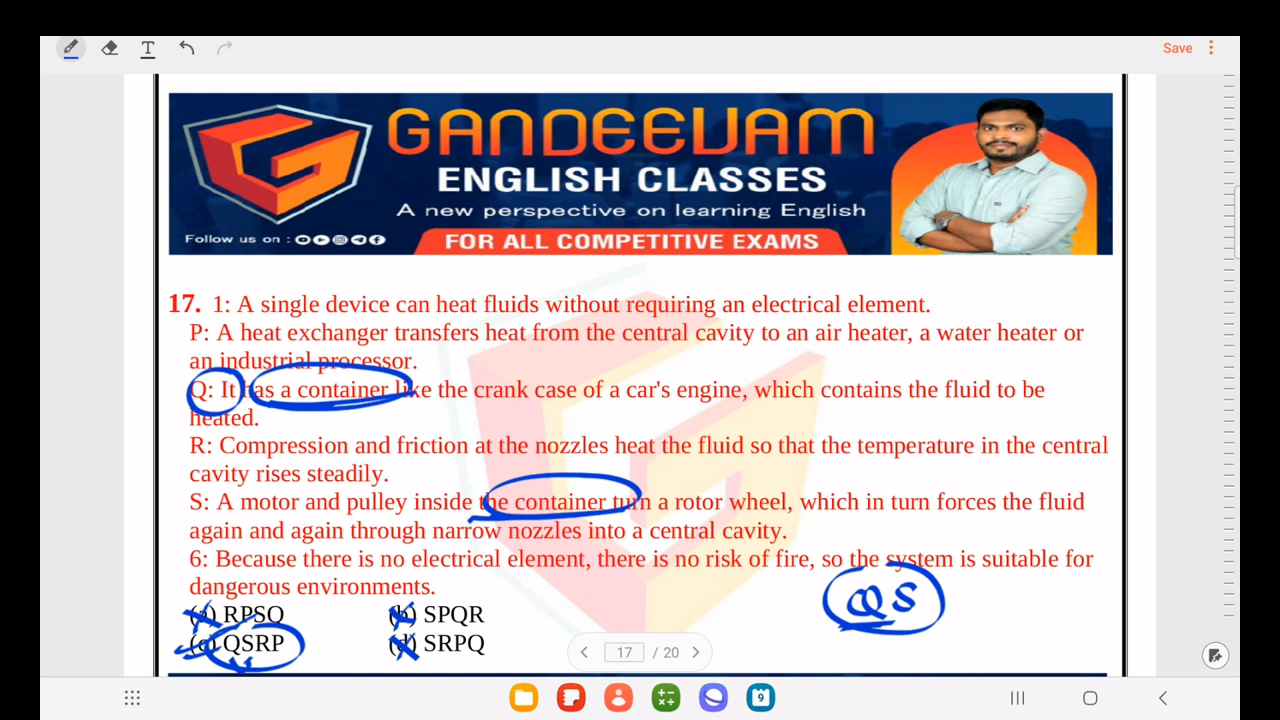 T
Save
GANDEEVAM
ENGLISH CLASSES
A new perspective on learning English
Follow us on :
FOR ALL COMPETITIVE EXAMS
17. 1: A single device can heat fluids without requiring an electrical element.
P: A heat exchanger transfers heat from the central cavity to an air heater, a water heater or
an industrial processor.
Q: It has a container like the crank case of a car's engine, which contains the fluid to be
heated.
R: Compression and friction at the nozzles heat the fluid so that the temperature in the central
cavity rises steadily.
S: A motor and pulley inside the container turn a rotor wheel, which in turn forces the fluid
again and again through narrow nozzles into a central cavity.
6: Because there is no electrical element, there is no risk of fire, so the system is suitable for
dangerous environments.
QS
(a) RPSQ (b) SPQR
(c) QSRP (d) SRPQ
17 / 20
9